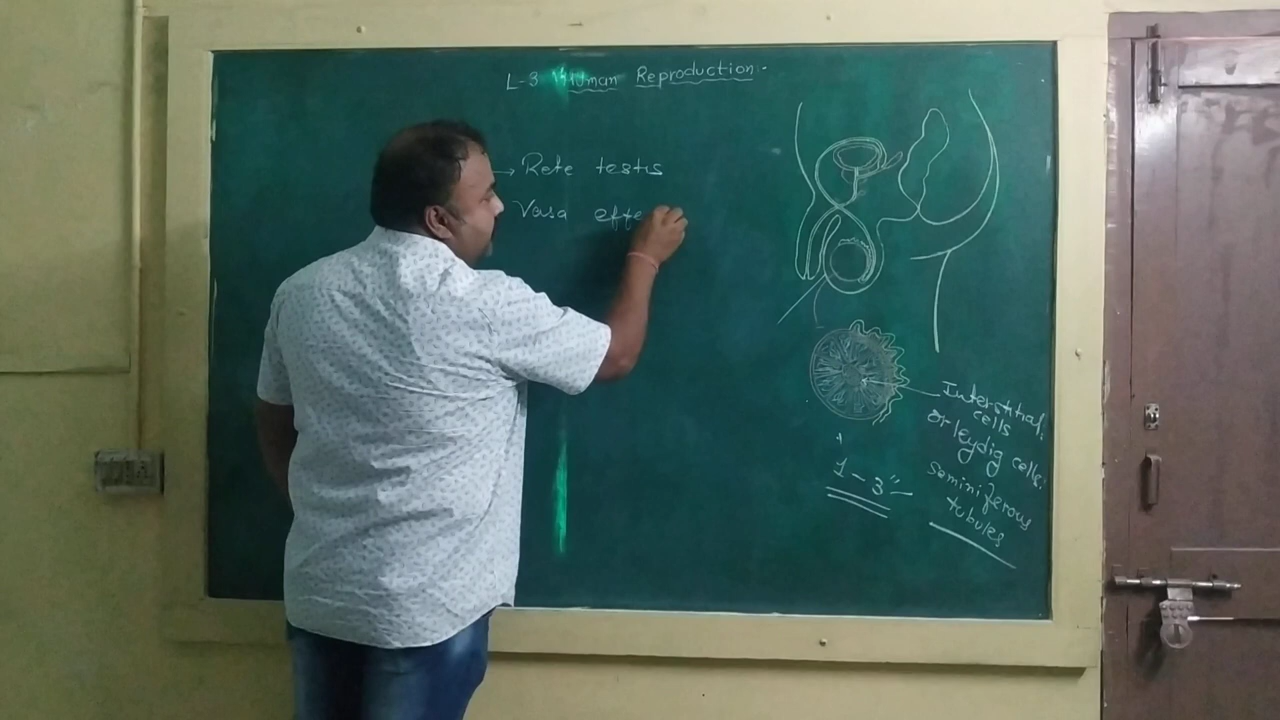 L-3 Human Reproduction
→ Rete testis
Vasa effe
Interstitial
cells
or leydig cells
seminiferous
tubules
1-3"